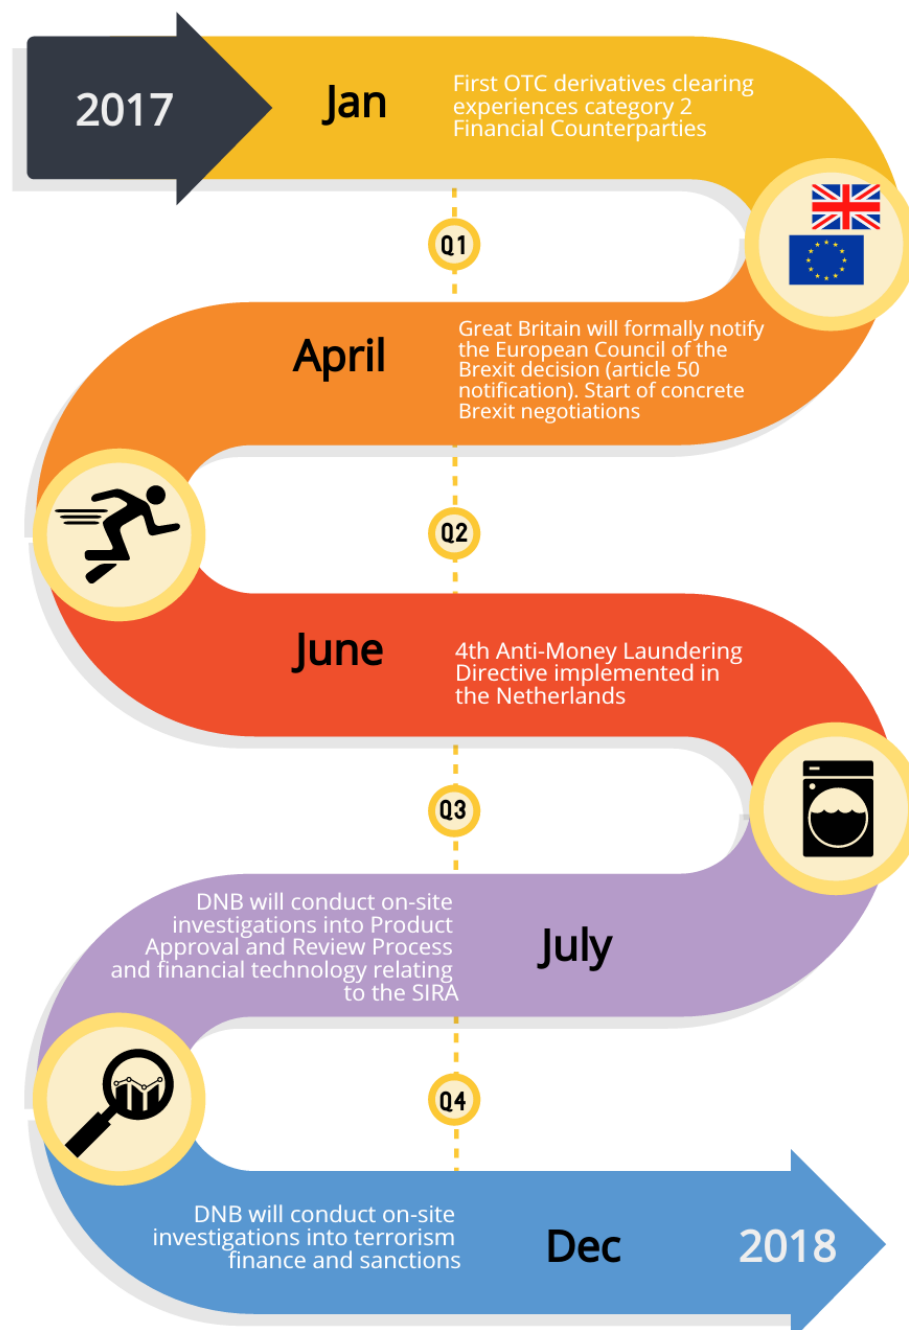 2017
Jan
First OTC derivatives clearing
experiences category 2
Financial Counterparties
Q1
April
Great Britain will formally notify
the European Council of the
Brexit decision (article 50
notification). Start of concrete
Brexit negotiations
Q2
June
4th Anti-Money Laundering
Directive implemented in
the Netherlands
Q3
DNB will conduct on-site
investigations into Product
Approval and Review Process
and financial technology relating
to the SIRA
July
Q4
DNB will conduct on-site
investigations into terrorism
finance and sanctions
Dec
2018